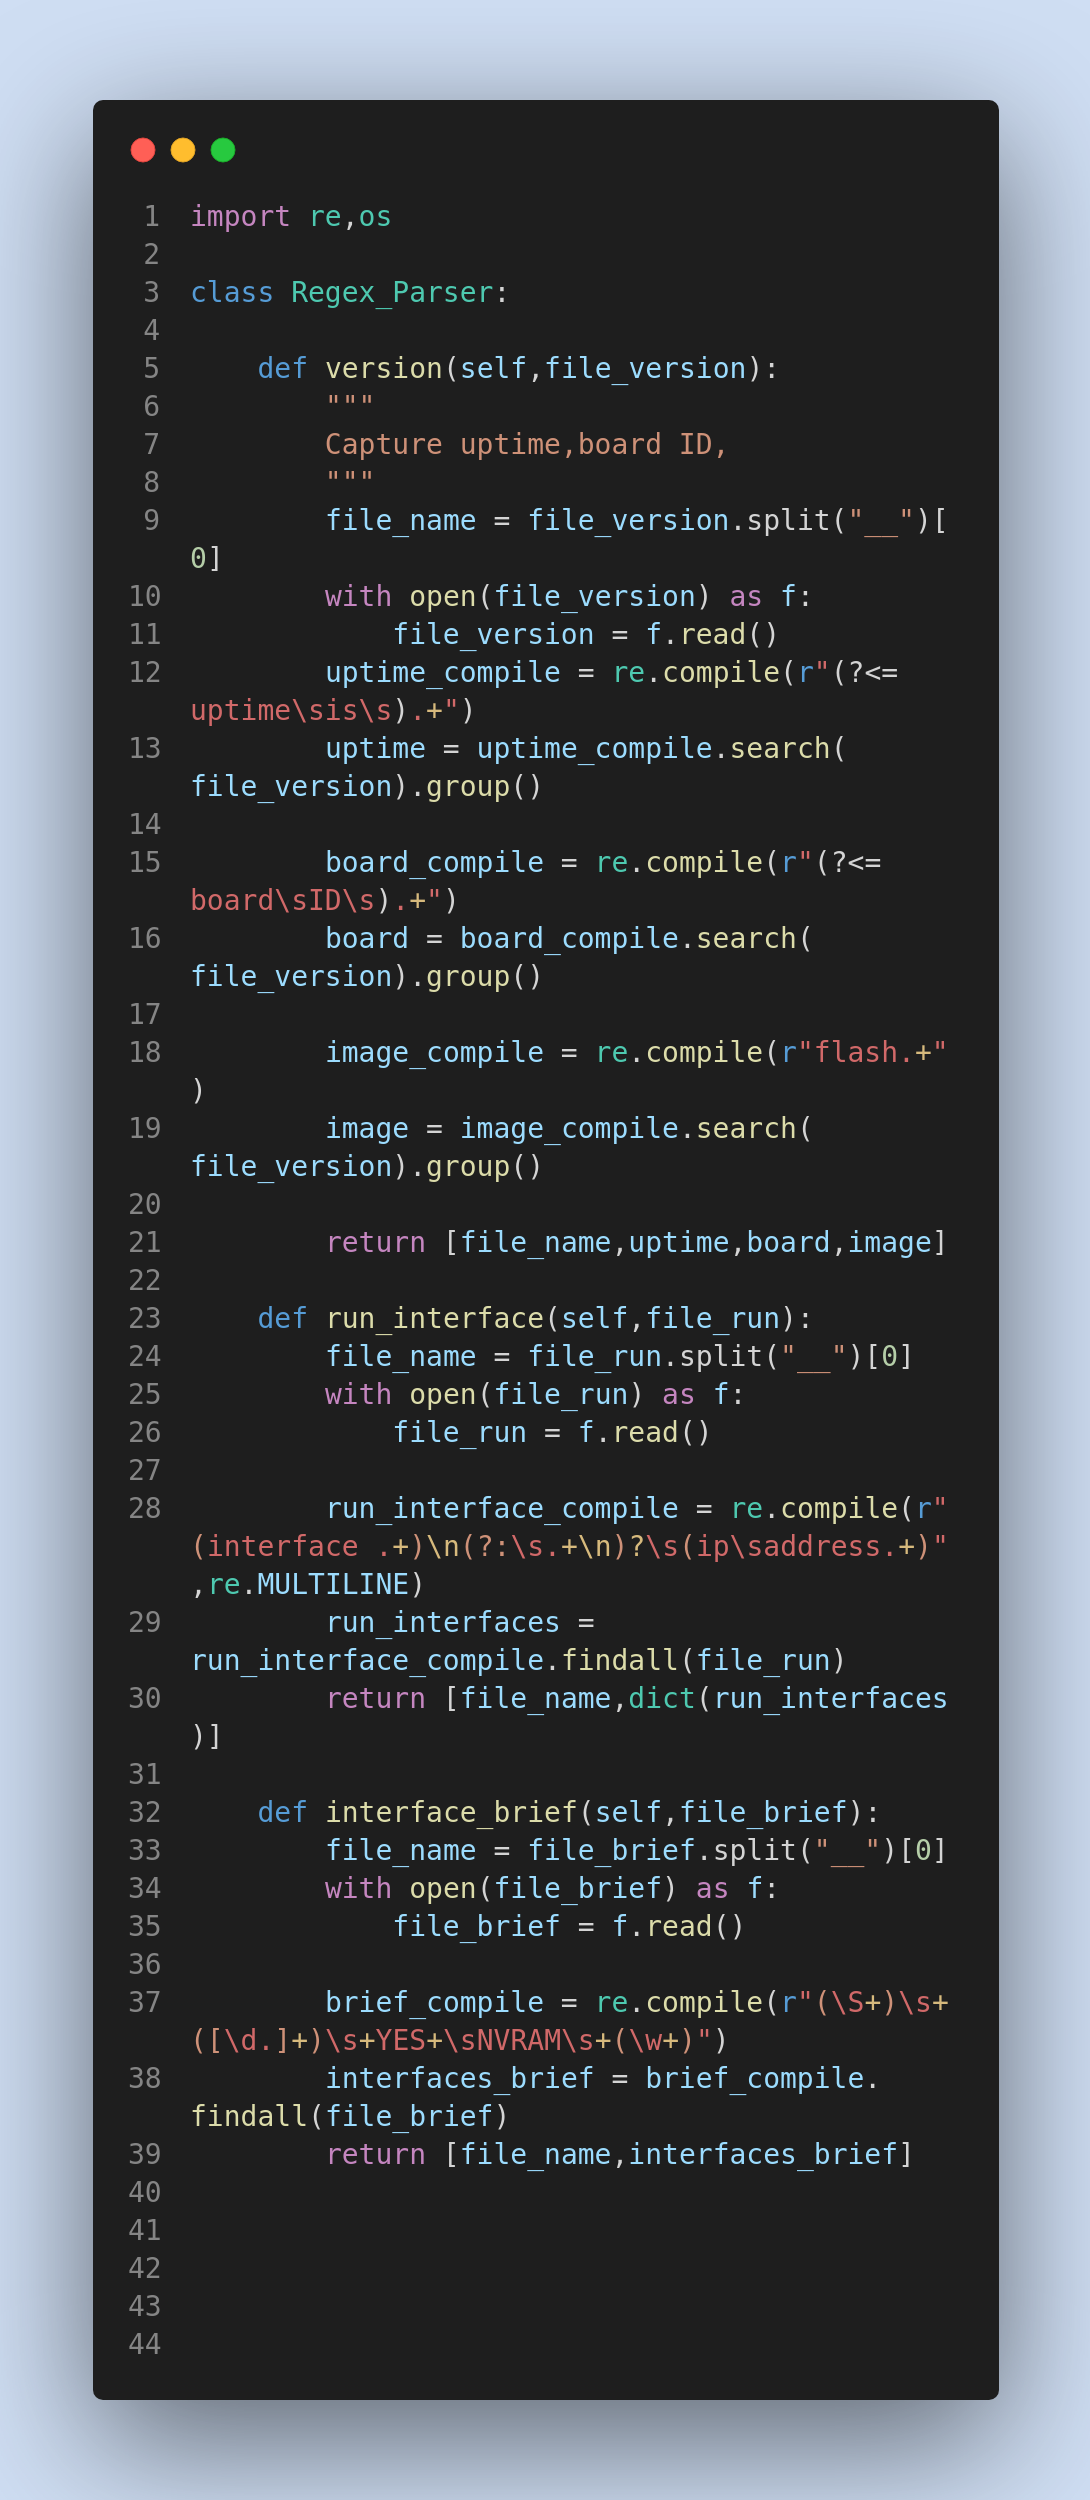 1 import re,os
2
3 class Regex_Parser:
4
5     def version(self,file_version):
6         """
7         Capture uptime,board ID,
8         """
9         file_name = file_version.split("__")[
0]
10         with open(file_version) as f:
11             file_version = f.read()
12         uptime_compile = re.compile(r"(?<=
uptime\sis\s).+")
13         uptime = uptime_compile.search(
file_version).group()
14
15         board_compile = re.compile(r"(?<=
board\sID\s).+")
16         board = board_compile.search(
file_version).group()
17
18         image_compile = re.compile(r"flash.+"
)
19         image = image_compile.search(
file_version).group()
20
21         return [file_name,uptime,board,image]
22
23     def run_interface(self,file_run):
24         file_name = file_run.split("__")[0]
25         with open(file_run) as f:
26             file_run = f.read()
27
28         run_interface_compile = re.compile(r"
(interface .+)\n(?:\s.+\n)?\s(ip\saddress.+)"
,re.MULTILINE)
29         run_interfaces =
run_interface_compile.findall(file_run)
30         return [file_name,dict(run_interfaces
)]
31
32     def interface_brief(self,file_brief):
33         file_name = file_brief.split("__")[0]
34         with open(file_brief) as f:
35             file_brief = f.read()
36
37         brief_compile = re.compile(r"(\S+)\s+
([\d.]+)\s+YES+\sNVRAM\s+(\w+)")
38         interfaces_brief = brief_compile.
findall(file_brief)
39         return [file_name,interfaces_brief]
40
41
42
43
44